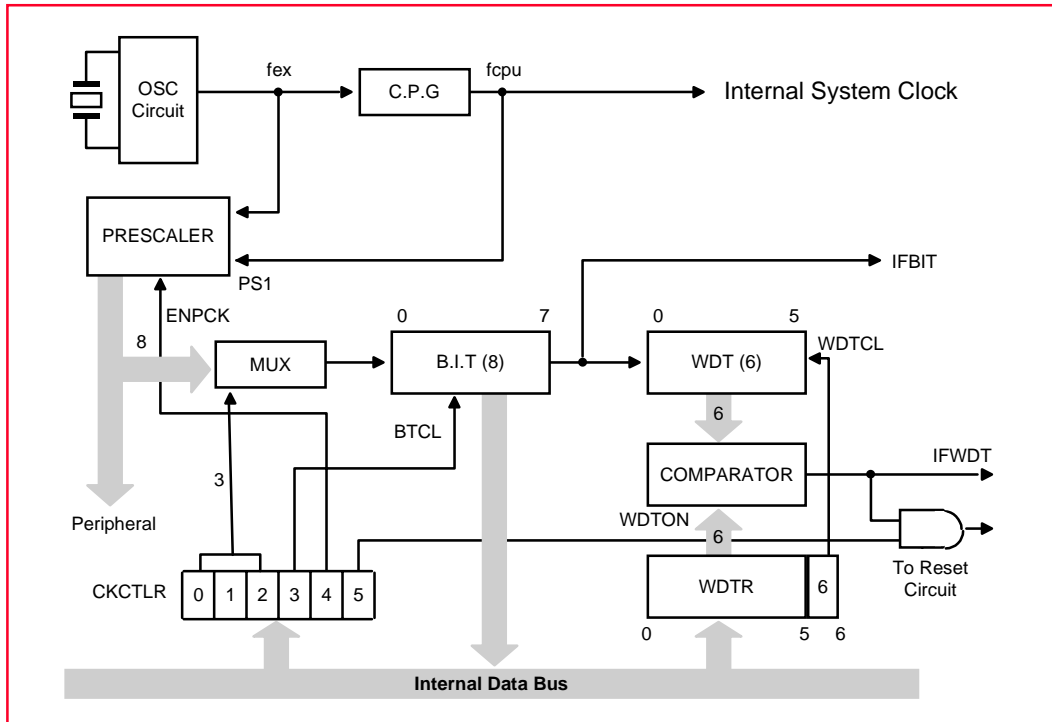 OSC
Circuit
fex
C.P.G
fcpu
Internal System Clock
PRESCALER
PS1
IFBIT
ENPCK
8
MUX
0 7
B.I.T (8)
0 5
WDT (6)
WDTCL
BTCL
6
3
COMPARATOR
IFWDT
Peripheral
WDTON
6
To Reset
Circuit
CKCTLR
0 1 2 3 4 5
WDTR 6
0 5 6
Internal Data Bus